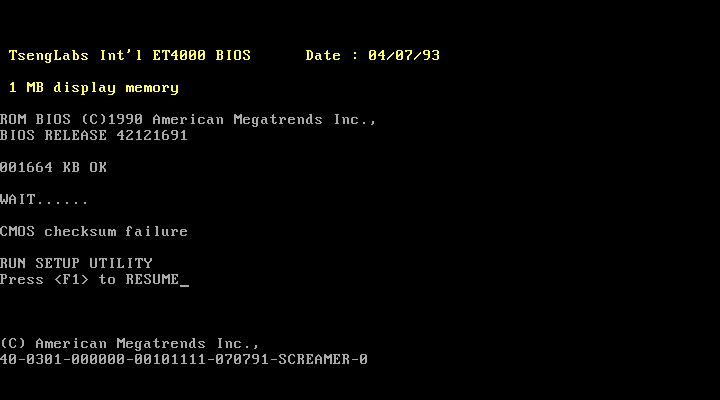 TsengLabs Int'l ET4000 BIOS      Date : 04/07/93
1 MB display memory
ROM BIOS (C)1990 American Megatrends Inc.,
BIOS RELEASE 42121691
001664 KB OK
WAIT......
CMOS checksum failure
RUN SETUP UTILITY
Press <F1> to RESUME_
(C) American Megatrends Inc.,
40-0301-000000-00101111-070791-SCREAMER-0